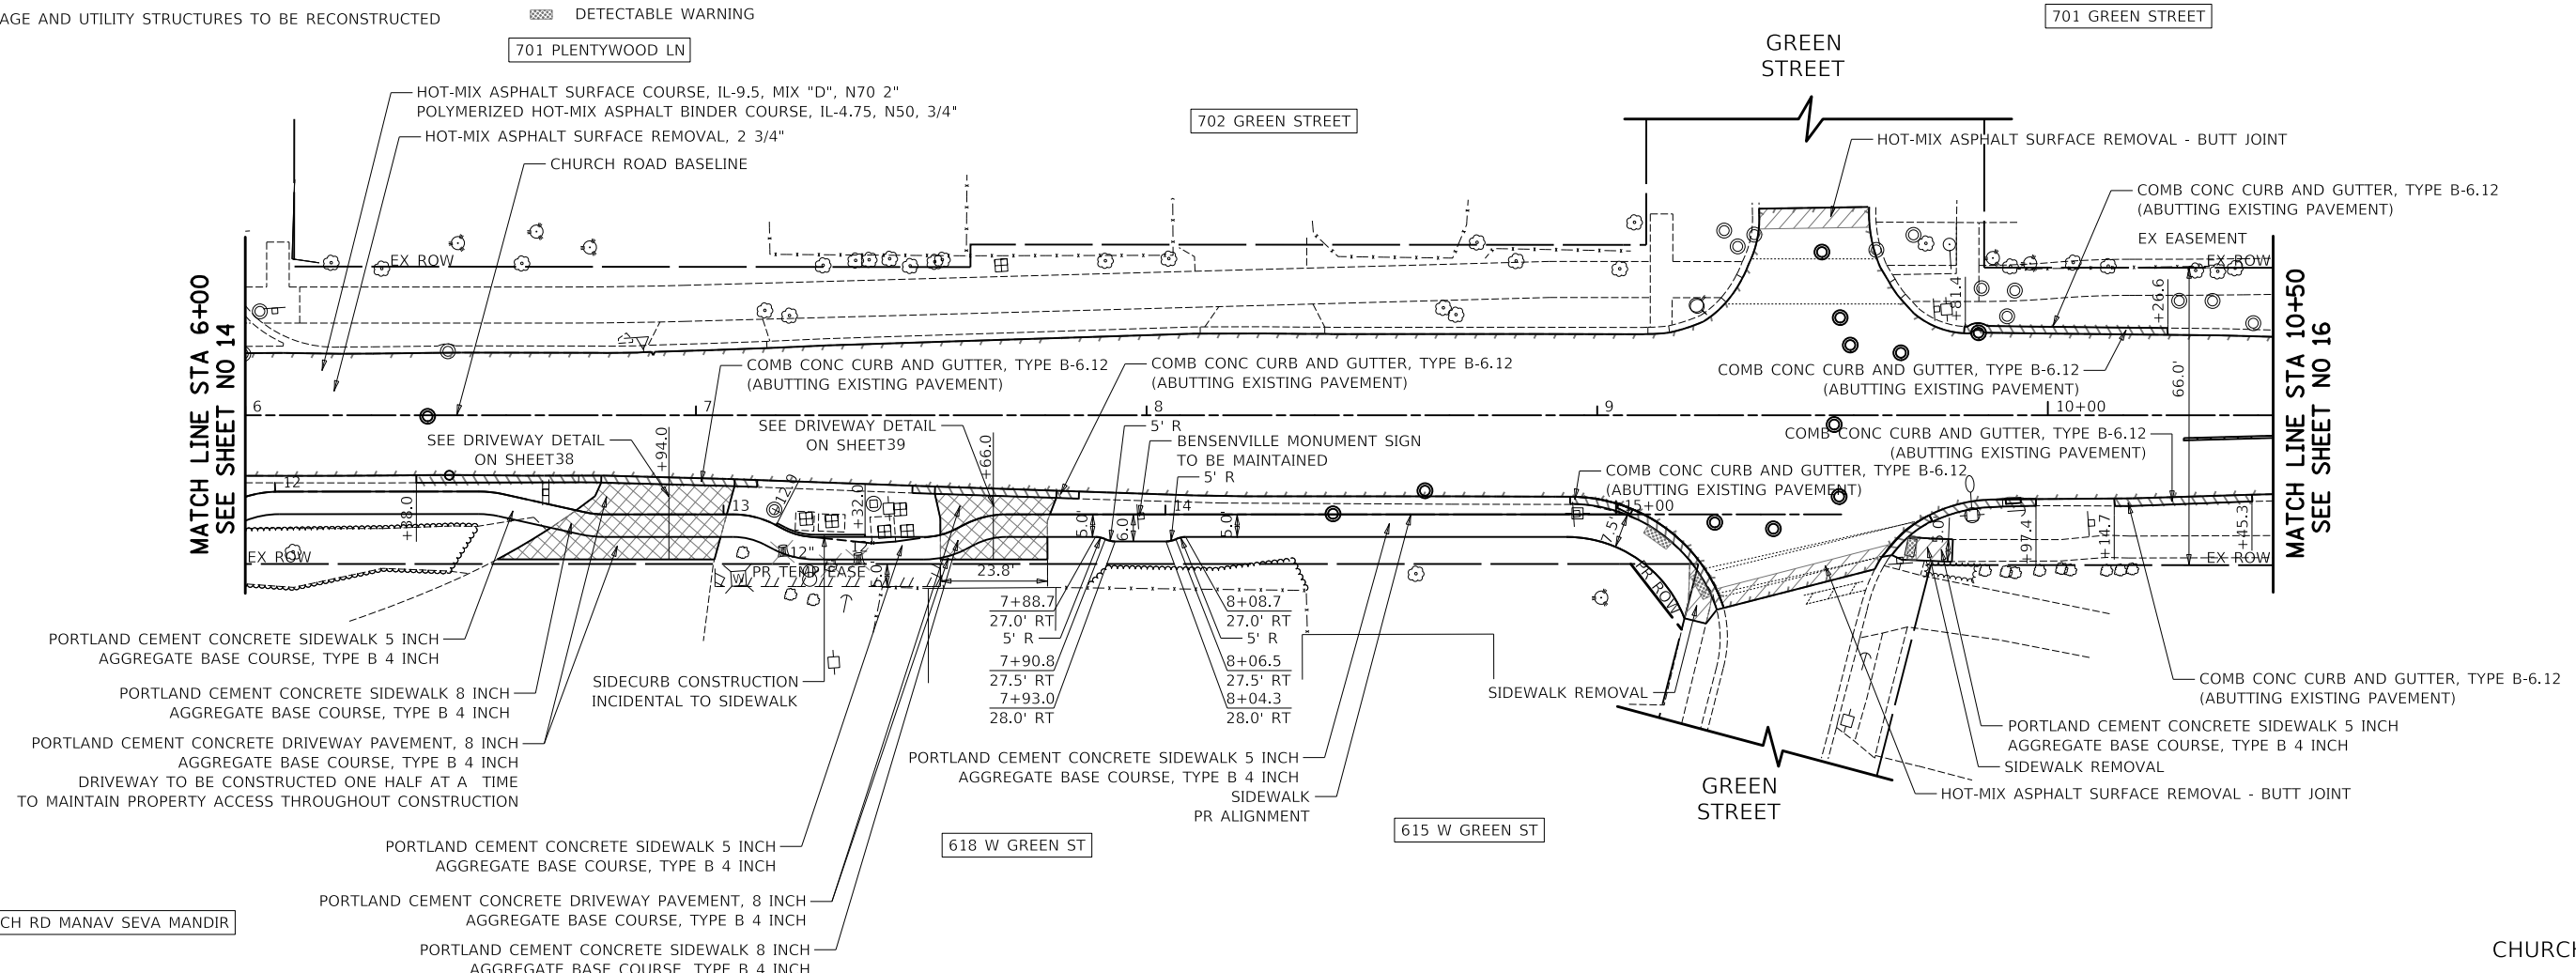 AGE AND UTILITY STRUCTURES TO BE RECONSTRUCTED
DETECTABLE WARNING
701 PLENTYWOOD LN
701 GREEN STREET
GREEN
STREET
HOT-MIX ASPHALT SURFACE COURSE, IL-9.5, MIX "D", N70 2"
POLYMERIZED HOT-MIX ASPHALT BINDER COURSE, IL-4.75, N50, 3/4"
HOT-MIX ASPHALT SURFACE REMOVAL, 2 3/4"
CHURCH ROAD BASELINE
702 GREEN STREET
HOT-MIX ASPHALT SURFACE REMOVAL - BUTT JOINT
COMB CONC CURB AND GUTTER, TYPE B-6.12
(ABUTTING EXISTING PAVEMENT)
EX EASEMENT
EX ROW
EX ROW
+81.4
+26.6
MATCH LINE STA 6+00
SEE SHEET NO 14
MATCH LINE STA 10+50
SEE SHEET NO 16
COMB CONC CURB AND GUTTER, TYPE B-6.12
(ABUTTING EXISTING PAVEMENT)
COMB CONC CURB AND GUTTER, TYPE B-6.12
(ABUTTING EXISTING PAVEMENT)
COMB CONC CURB AND GUTTER, TYPE B-6.12
(ABUTTING EXISTING PAVEMENT)
66.0'
6
7
8
9
10+00
SEE DRIVEWAY DETAIL
ON SHEET38
+94.0
SEE DRIVEWAY DETAIL
ON SHEET39
+66.0
5' R
BENSENVILLE MONUMENT SIGN
TO BE MAINTAINED
5' R
COMB CONC CURB AND GUTTER, TYPE B-6.12
(ABUTTING EXISTING PAVEMENT)
COMB CONC CURB AND GUTTER, TYPE B-6.12
(ABUTTING EXISTING PAVEMENT)
12
13
14
15+00
+38.0
+12.9
+32.0
5.0'
6.0'
5.0'
7.5'
5.0'
+97.4
+14.7
+45.3
EX ROW
EX ROW
12"
PR TEMP EASE
5.0'
23.8'
PR ROW
7+88.7
27.0' RT
5' R
7+90.8
27.5' RT
7+93.0
28.0' RT
8+08.7
27.0' RT
5' R
8+06.5
27.5' RT
8+04.3
28.0' RT
PORTLAND CEMENT CONCRETE SIDEWALK 5 INCH
AGGREGATE BASE COURSE, TYPE B 4 INCH
PORTLAND CEMENT CONCRETE SIDEWALK 8 INCH
AGGREGATE BASE COURSE, TYPE B 4 INCH
PORTLAND CEMENT CONCRETE DRIVEWAY PAVEMENT, 8 INCH
AGGREGATE BASE COURSE, TYPE B 4 INCH
DRIVEWAY TO BE CONSTRUCTED ONE HALF AT A TIME
TO MAINTAIN PROPERTY ACCESS THROUGHOUT CONSTRUCTION
SIDECURB CONSTRUCTION
INCIDENTAL TO SIDEWALK
SIDEWALK REMOVAL
COMB CONC CURB AND GUTTER, TYPE B-6.12
(ABUTTING EXISTING PAVEMENT)
PORTLAND CEMENT CONCRETE SIDEWALK 5 INCH
AGGREGATE BASE COURSE, TYPE B 4 INCH
SIDEWALK REMOVAL
HOT-MIX ASPHALT SURFACE REMOVAL - BUTT JOINT
PORTLAND CEMENT CONCRETE SIDEWALK 5 INCH
AGGREGATE BASE COURSE, TYPE B 4 INCH
SIDEWALK
PR ALIGNMENT
GREEN
STREET
615 W GREEN ST
618 W GREEN ST
PORTLAND CEMENT CONCRETE SIDEWALK 5 INCH
AGGREGATE BASE COURSE, TYPE B 4 INCH
PORTLAND CEMENT CONCRETE DRIVEWAY PAVEMENT, 8 INCH
AGGREGATE BASE COURSE, TYPE B 4 INCH
CH RD MANAV SEVA MANDIR
PORTLAND CEMENT CONCRETE SIDEWALK 8 INCH
AGGREGATE BASE COURSE, TYPE B 4 INCH
CHURCH